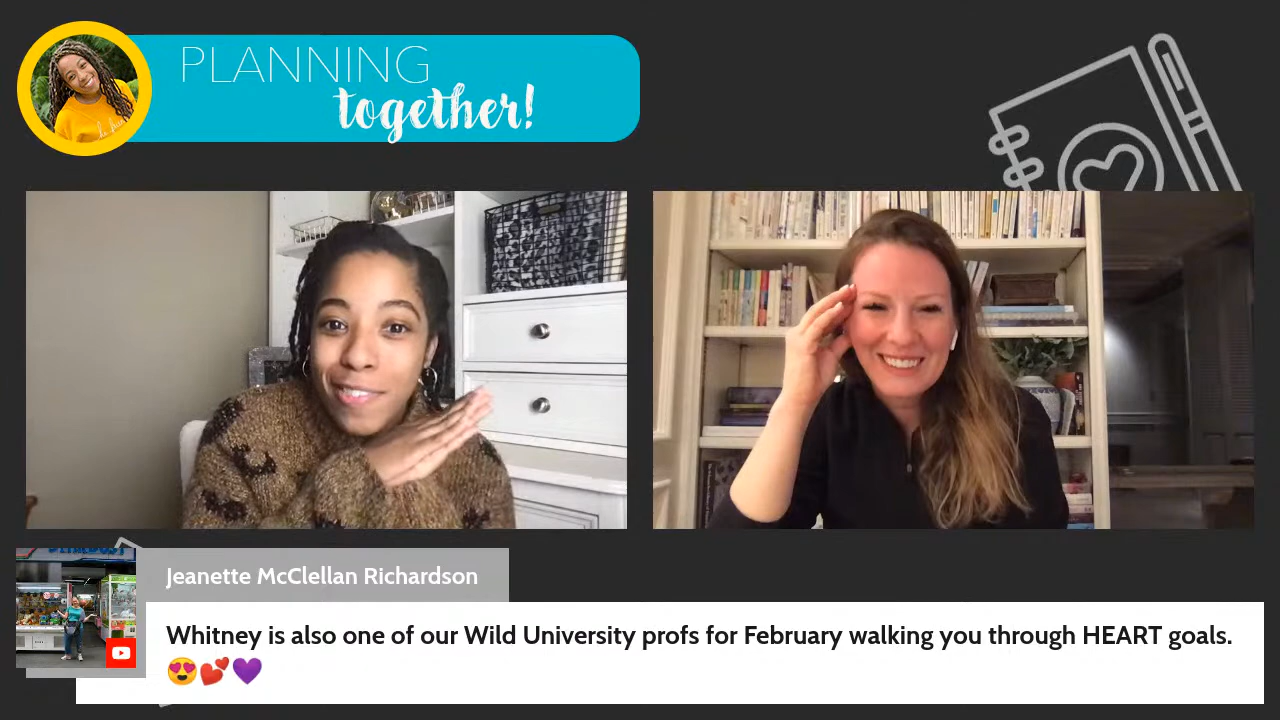 PLANNING
together!
Jeanette McClellan Richardson
Whitney is also one of our Wild University profs for February walking you through HEART goals.
😍💕💜